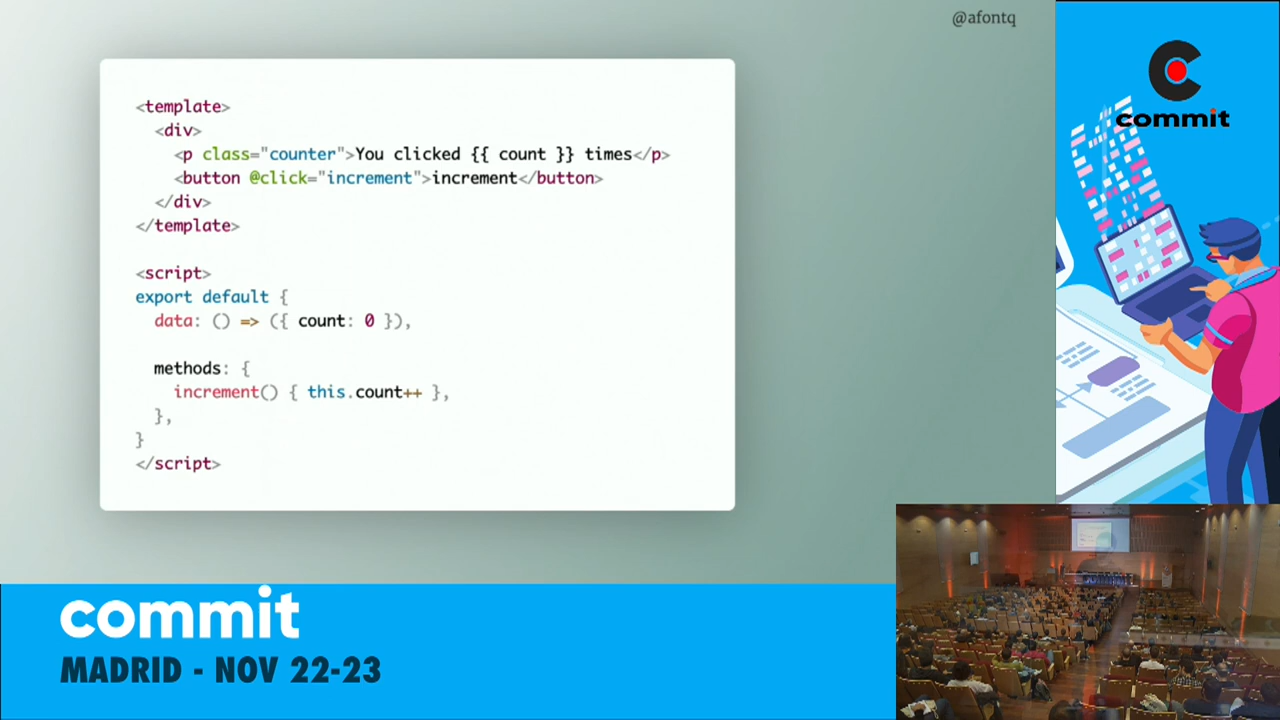 @afontq
<template>
<div>
<p class="counter">You clicked {{ count }} times</p>
<button @click="increment">increment</button>
</div>
</template>
<script>
export default {
data: () => ({ count: 0 }),
methods: {
increment() { this.count++ },
},
}
</script>
commit
commit
MADRID - NOV 22-23